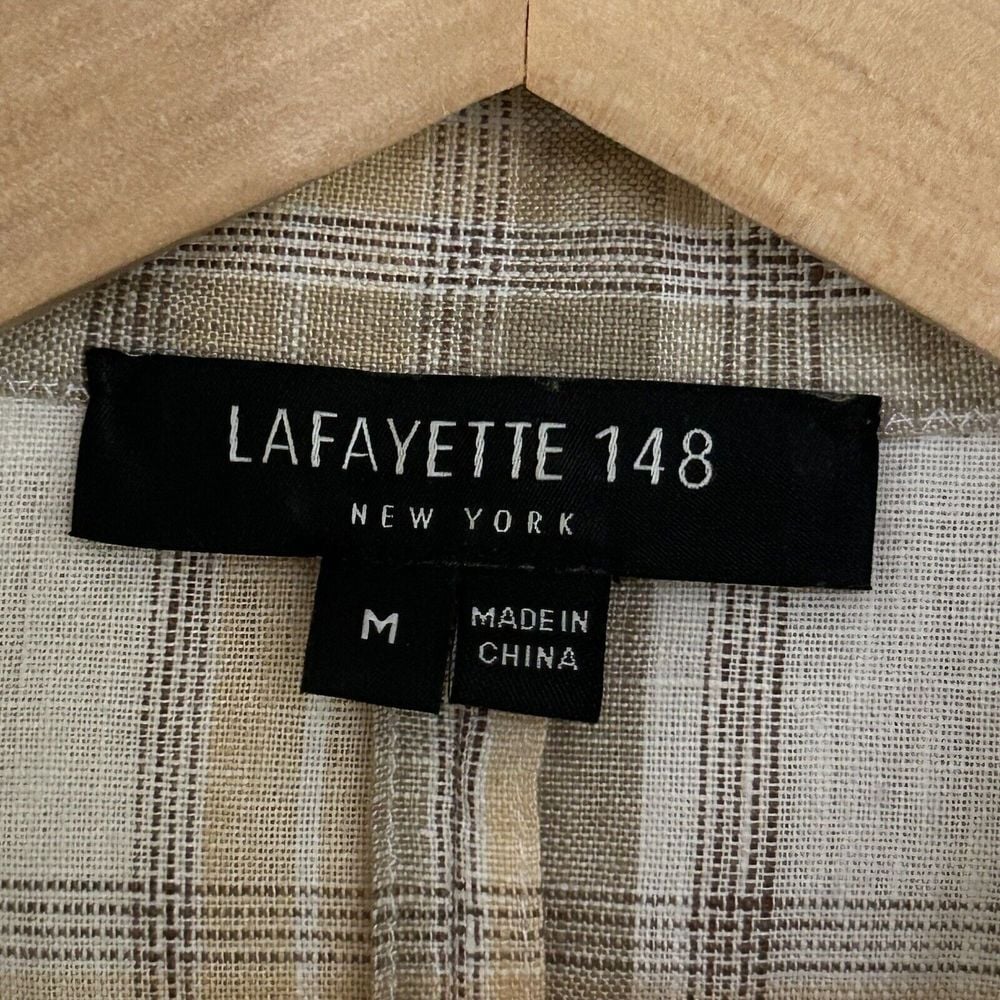 LAFAYETTE 148
NEW YORK
M
MADE IN
CHINA